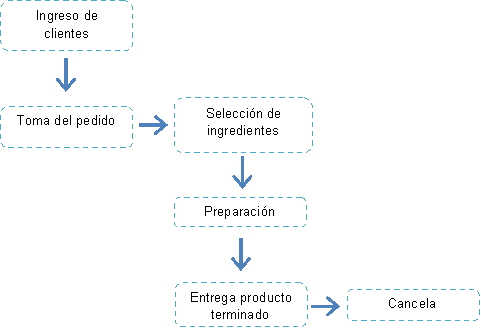 Ingreso de
clientes
Toma del pedido
Selección de
ingredientes
Preparación
Entrega producto
terminado
Cancela